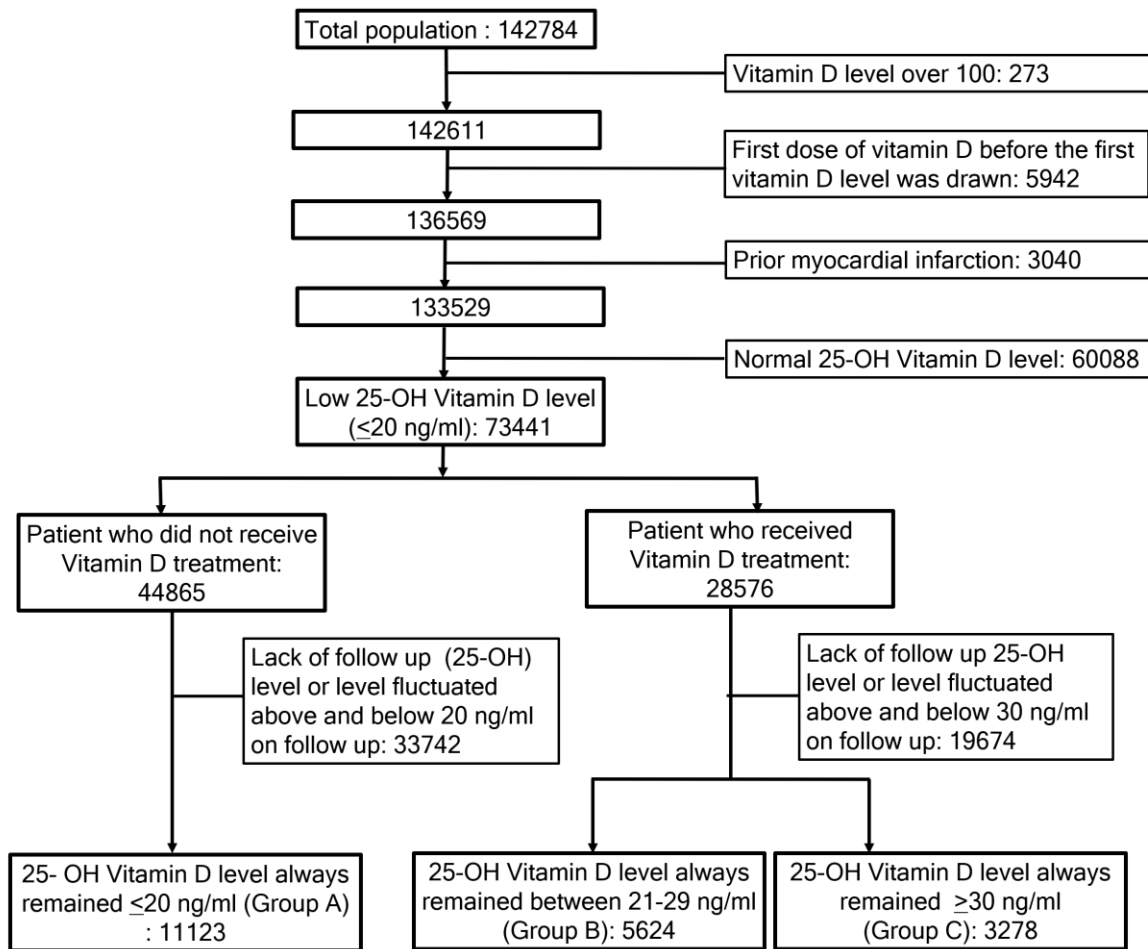 Total population : 142784
Vitamin D level over 100: 273
142611
First dose of vitamin D before the first
vitamin D level was drawn: 5942
136569
Prior myocardial infarction: 3040
133529
Normal 25-OH Vitamin D level: 60088
Low 25-OH Vitamin D level
(≤20 ng/ml): 73441
Patient who did not receive
Vitamin D treatment:
44865
Patient who received
Vitamin D treatment:
28576
Lack of follow up (25-OH)
level or level fluctuated
above and below 20 ng/ml
on follow up: 33742
Lack of follow up 25-OH
level or level fluctuated
above and below 30 ng/ml
on follow up: 19674
25- OH Vitamin D level always
remained ≤20 ng/ml (Group A)
: 11123
25-OH Vitamin D level always
remained between 21-29 ng/ml
(Group B): 5624
25-OH Vitamin D level always
remained ≥30 ng/ml
(Group C): 3278